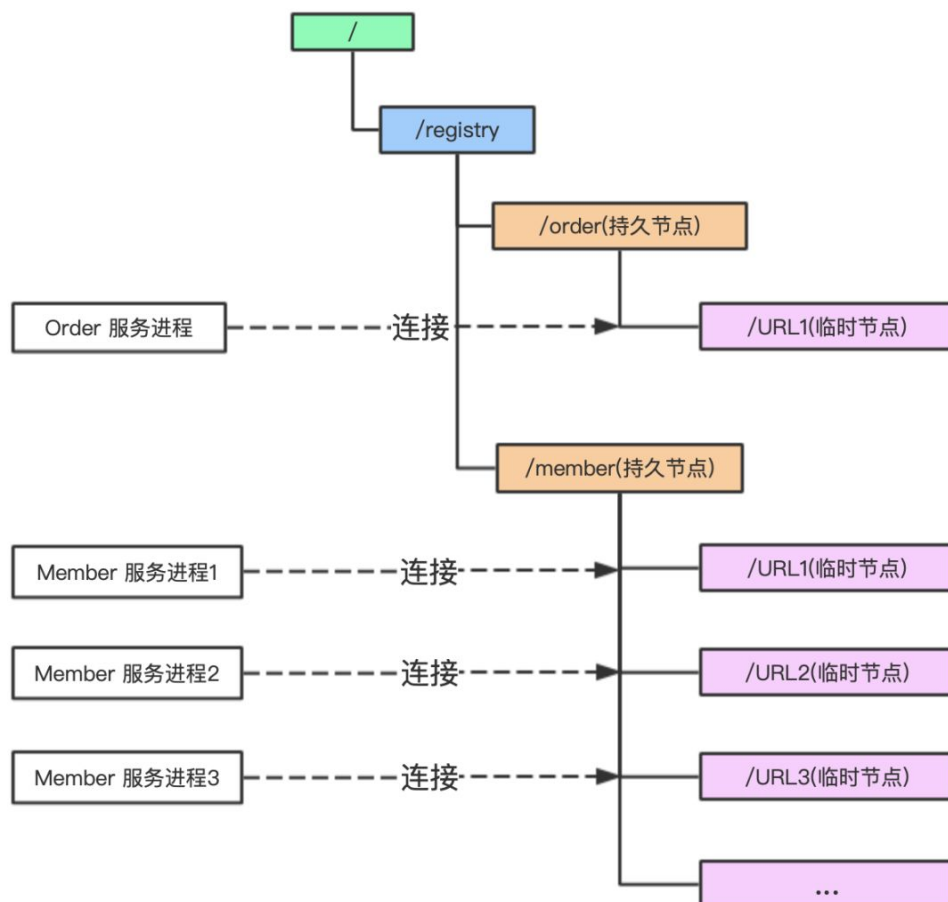 /
/registry
/order(持久节点)
Order 服务进程
连接
/URL1(临时节点)
/member(持久节点)
Member 服务进程1
连接
/URL1(临时节点)
Member 服务进程2
连接
/URL2(临时节点)
Member 服务进程3
连接
/URL3(临时节点)
...